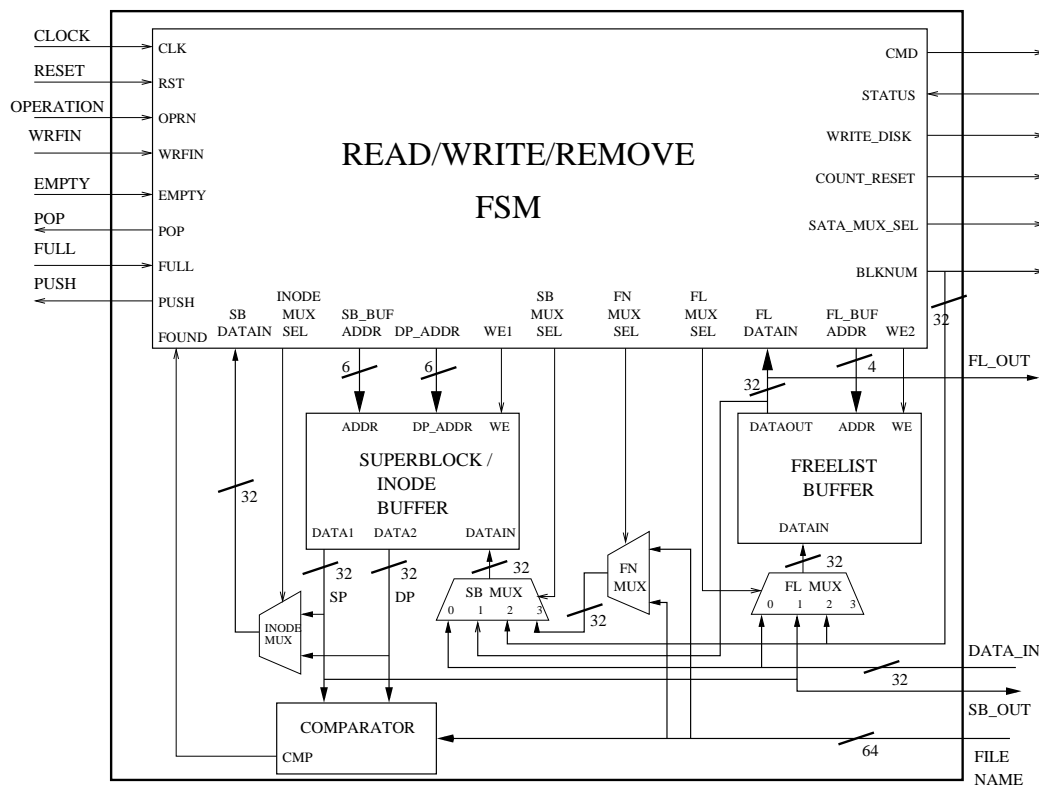 CLOCK
CLK
CMD
RESET
RST
STATUS
OPERATION
OPRN
WRITE_DISK
WRFIN
WRFIN
READ/WRITE/REMOVE
FSM
COUNT_RESET
EMPTY
EMPTY
POP
POP
SATA_MUX_SEL
FULL
FULL
BLKNUM
PUSH
PUSH
FOUND
SB
DATAIN
INODE
MUX
SEL
SB_BUF
ADDR
DP_ADDR
WE1
SB
MUX
SEL
FN
MUX
SEL
FL
MUX
SEL
FL
DATAIN
FL_BUF
ADDR
WE2
32
6
6
32
4
FL_OUT
ADDR
DP_ADDR
WE
DATAOUT
ADDR
WE
SUPERBLOCK /
INODE
BUFFER
FREELIST
BUFFER
32
DATA1
DATA2
DATAIN
DATAIN
32
SP
32
DP
32
32
FN
MUX
SB MUX
0 1 2 3
32
FL MUX
0 1 2 3
INODE
MUX
DATA_IN
32
SB_OUT
COMPARATOR
CMP
64
FILE
NAME